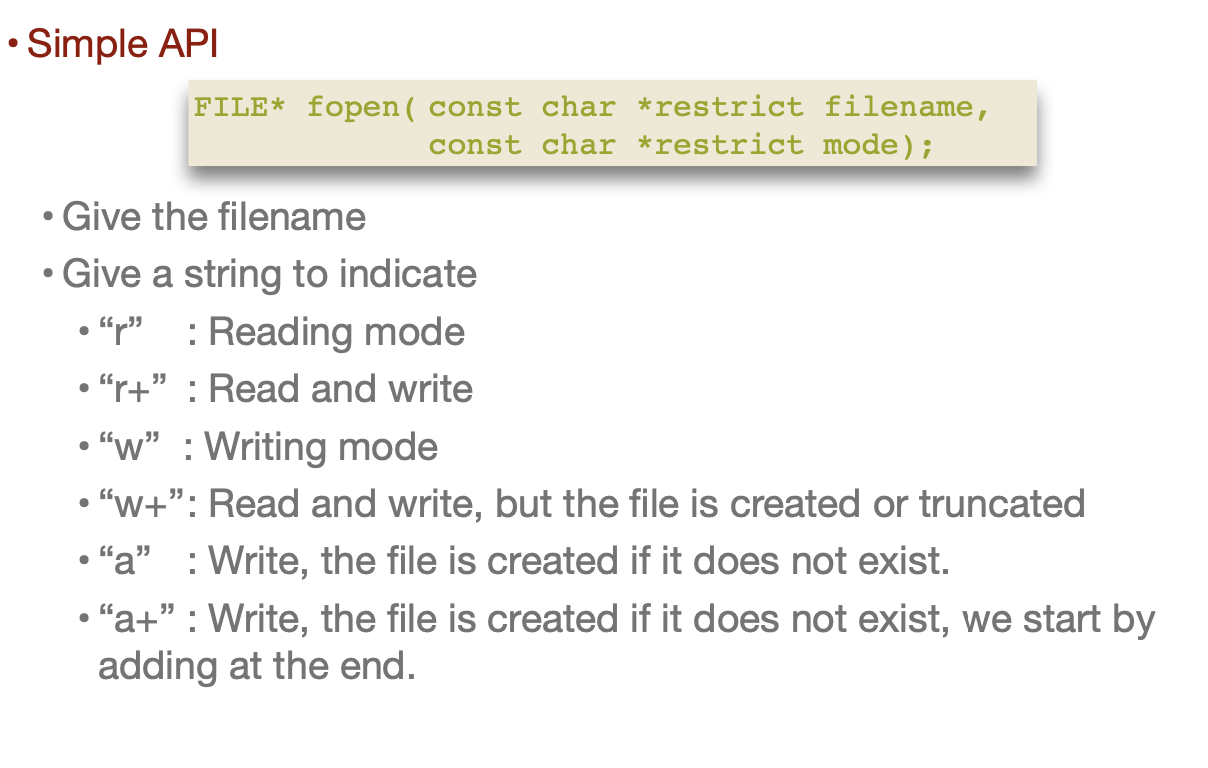 • Simple API
FILE* fopen( const char *restrict filename,
const char *restrict mode);
• Give the filename
• Give a string to indicate
• “r” : Reading mode
• “r+” : Read and write
• “w” : Writing mode
• “w+”: Read and write, but the file is created or truncated
• “a” : Write, the file is created if it does not exist.
• “a+” : Write, the file is created if it does not exist, we start by
adding at the end.